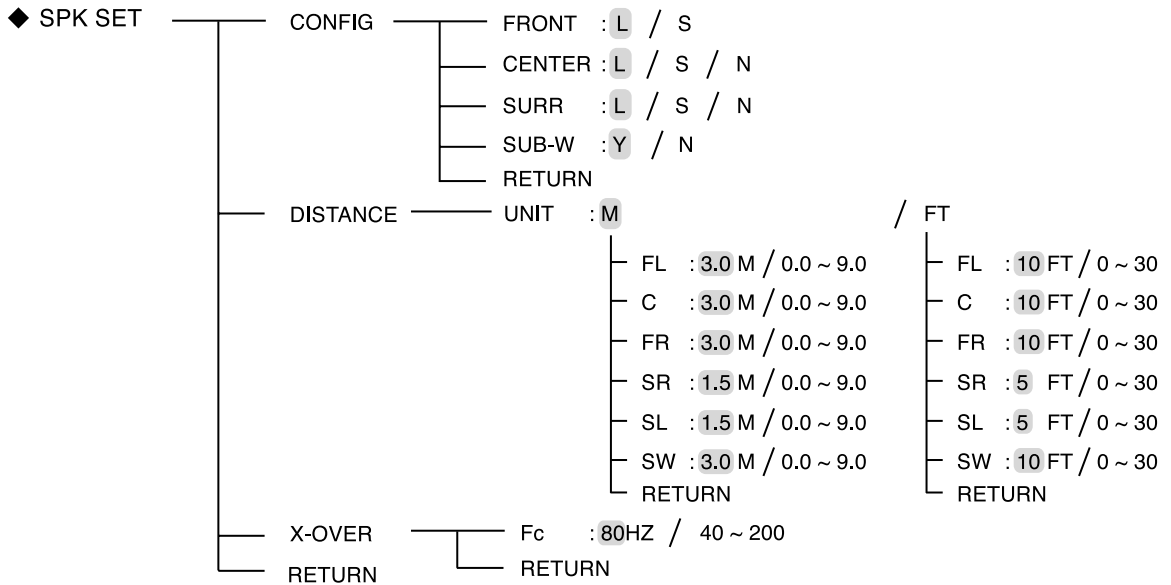 ◆ SPK SET CONFIG FRONT : L / S
CENTER : L / S / N
SURR : L / S / N
SUB-W : Y / N
RETURN
DISTANCE UNIT : M / FT
FL : 3.0 M / 0.0 ~ 9.0 FL : 10 FT / 0 ~ 30
C : 3.0 M / 0.0 ~ 9.0 C : 10 FT / 0 ~ 30
FR : 3.0 M / 0.0 ~ 9.0 FR : 10 FT / 0 ~ 30
SR : 1.5 M / 0.0 ~ 9.0 SR : 5 FT / 0 ~ 30
SL : 1.5 M / 0.0 ~ 9.0 SL : 5 FT / 0 ~ 30
SW : 3.0 M / 0.0 ~ 9.0 SW : 10 FT / 0 ~ 30
RETURN RETURN
X-OVER Fc : 80HZ / 40 ~ 200
RETURN RETURN